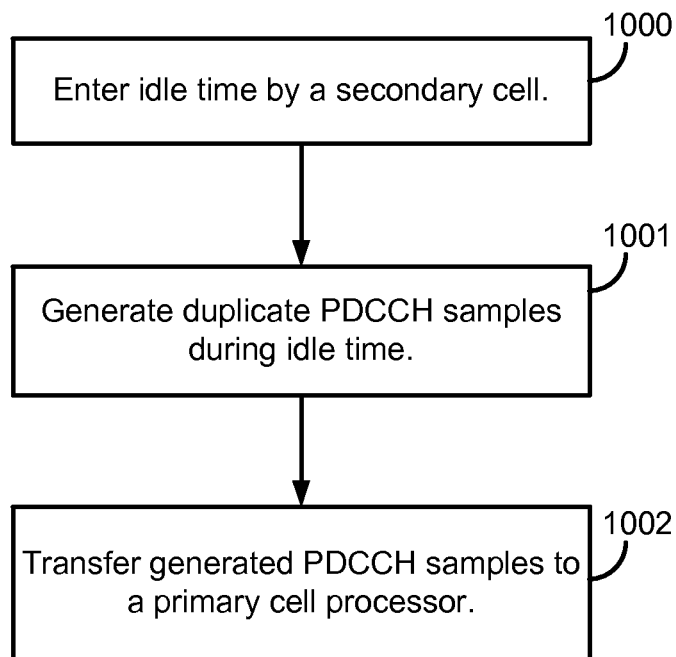 1000
Enter idle time by a secondary cell.
1001
Generate duplicate PDCCH samples
during idle time.
1002
Transfer generated PDCCH samples to
a primary cell processor.